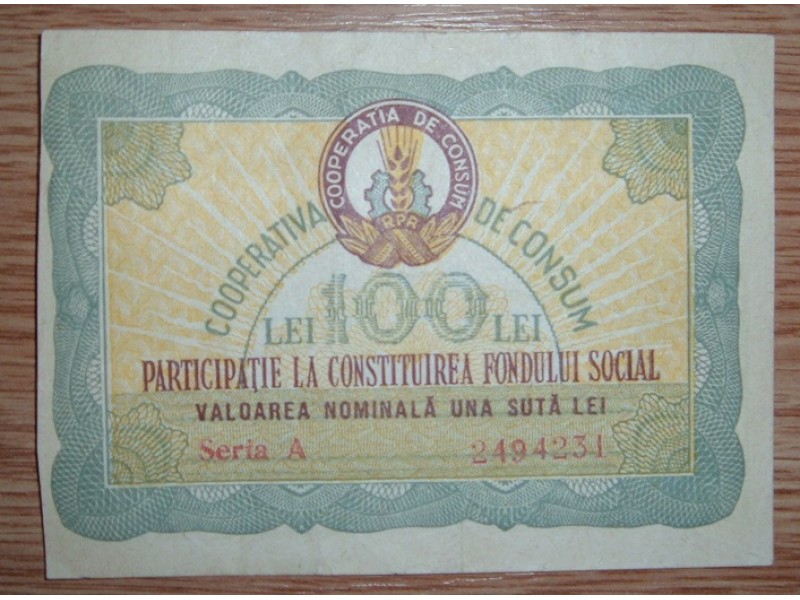 COOPERATIA DE CONSUM
RPR
COOPERATIVA DE CONSUM
LEI 100 LEI
PARTICIPAȚIE LA CONSTITUIREA FONDULUI SOCIAL
VALOAREA NOMINALĂ UNA SUTĂ LEI
Seria A 2494231